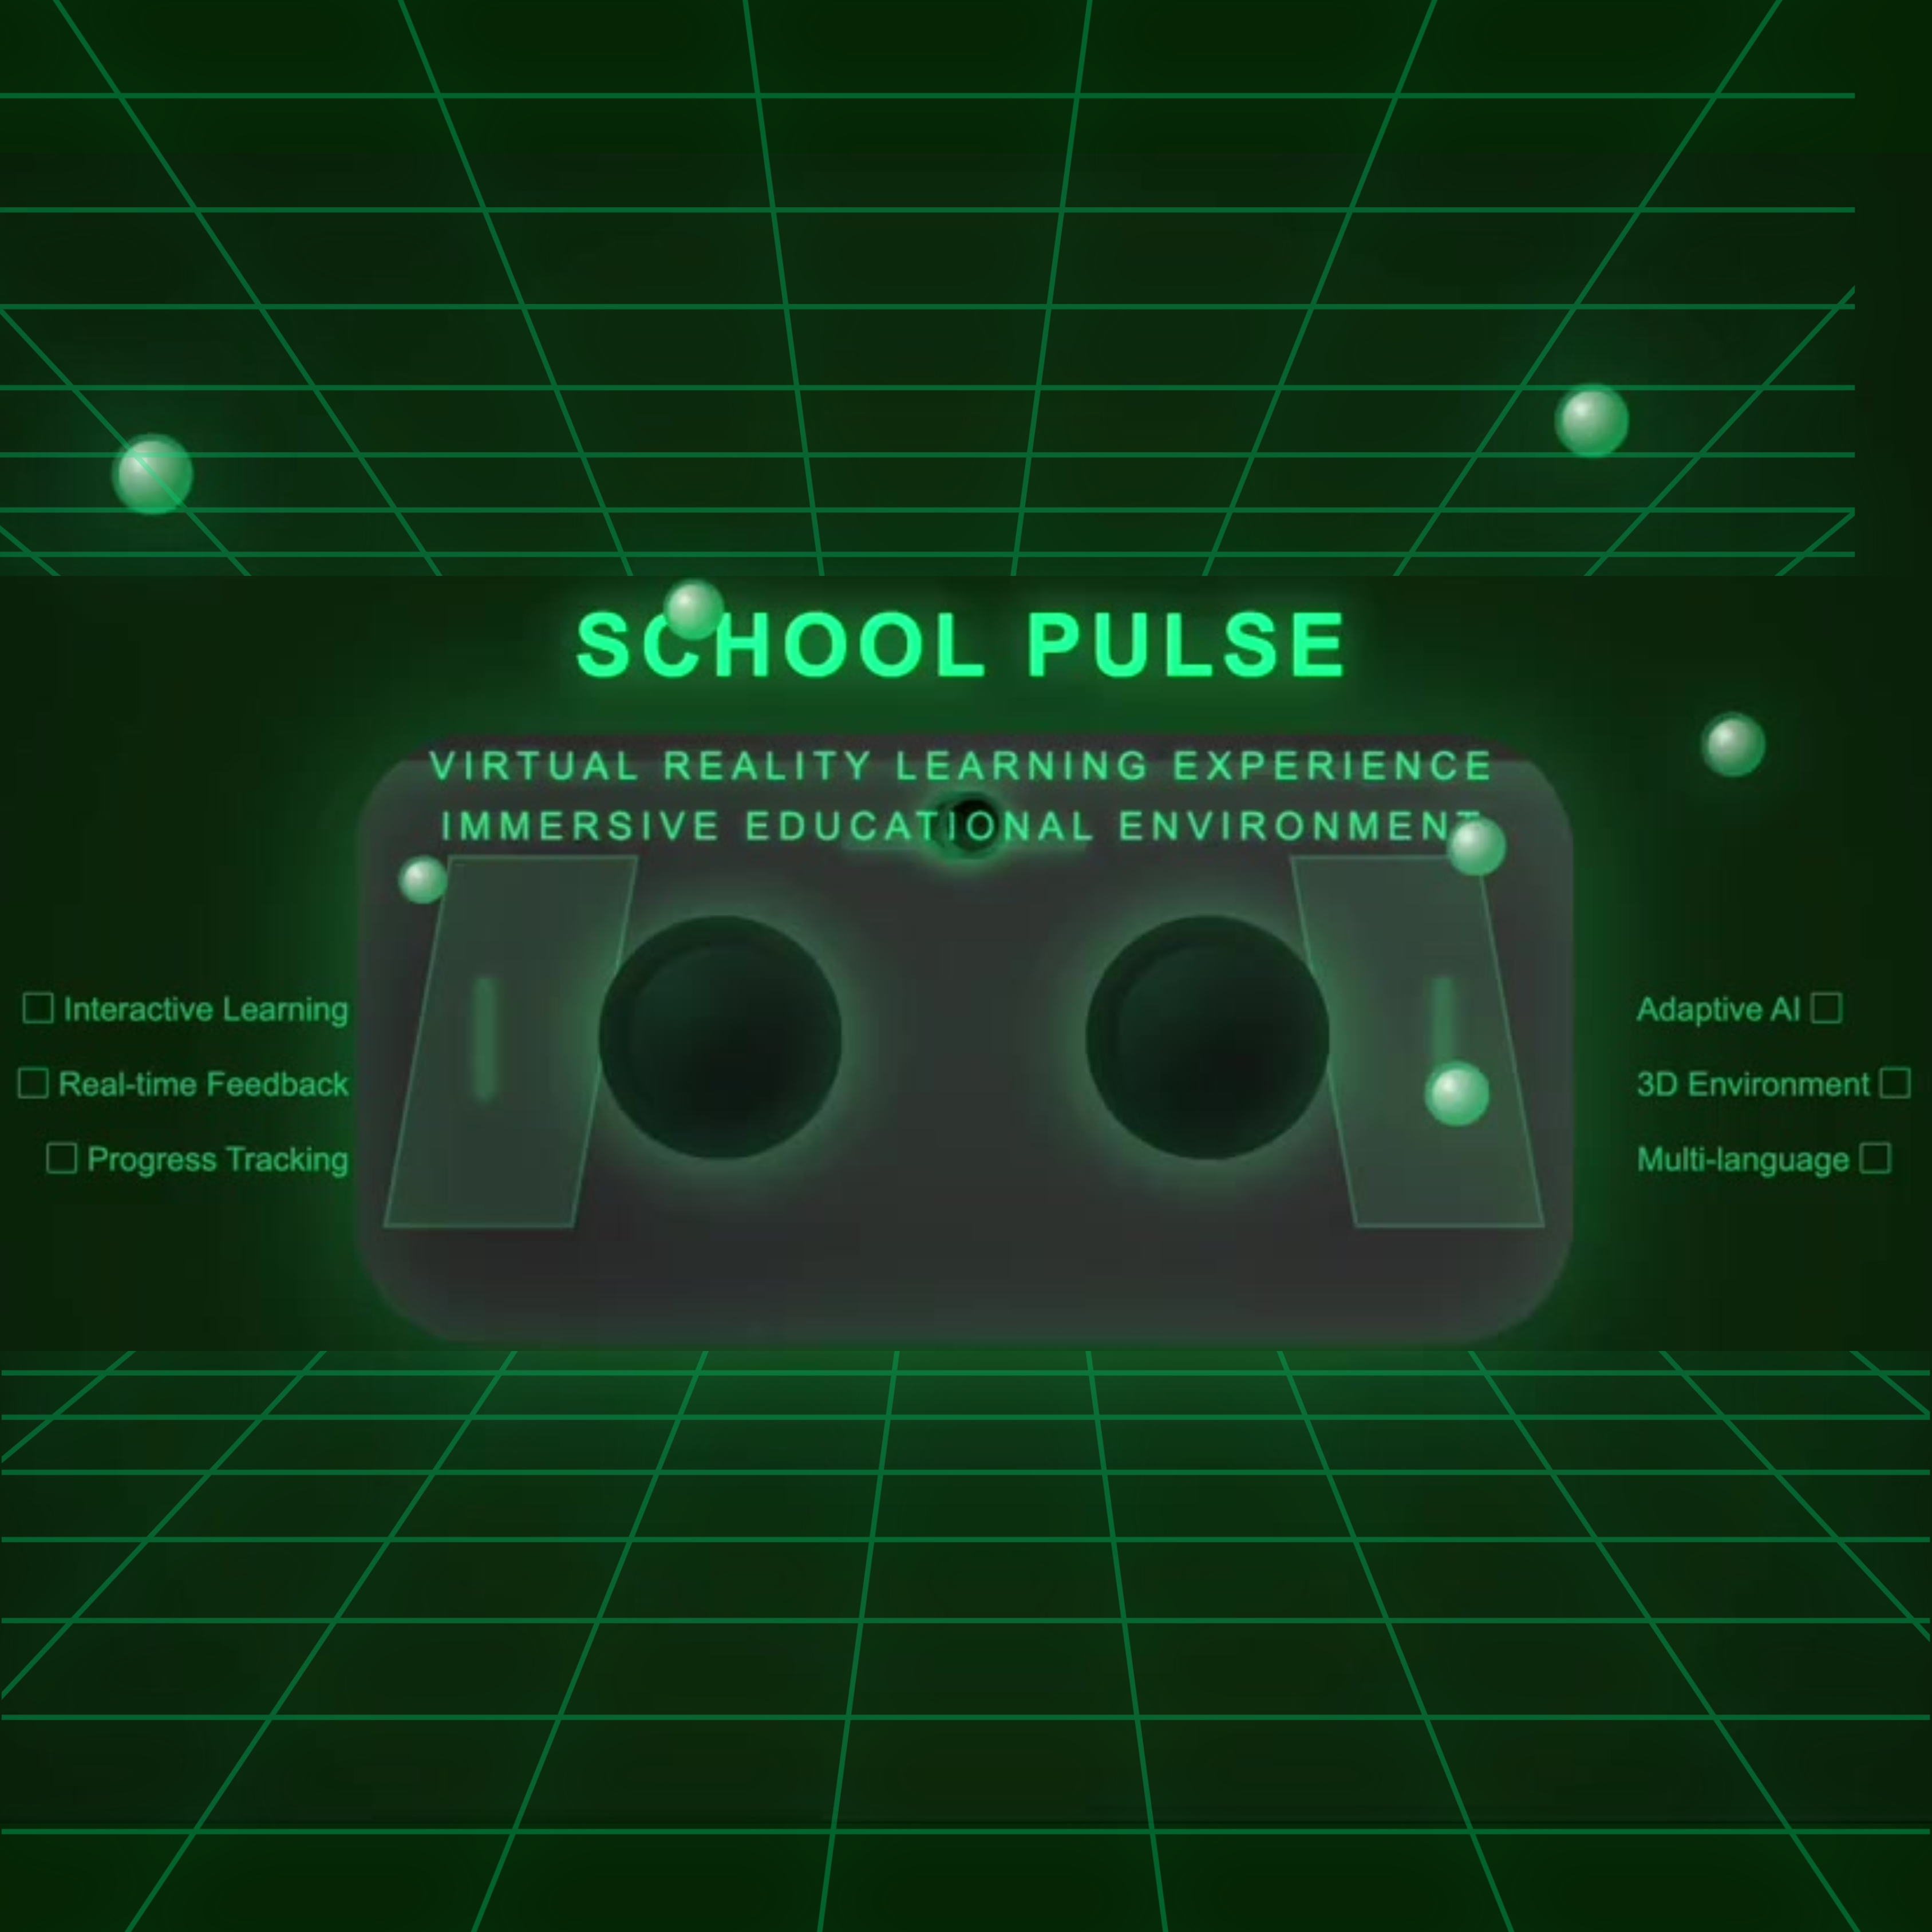 SCHOOL PULSE
VIRTUAL REALITY LEARNING EXPERIENCE
IMMERSIVE EDUCATIONAL ENVIRONMENT
Interactive Learning
Real-time Feedback
Progress Tracking
Adaptive AI
3D Environment
Multi-language